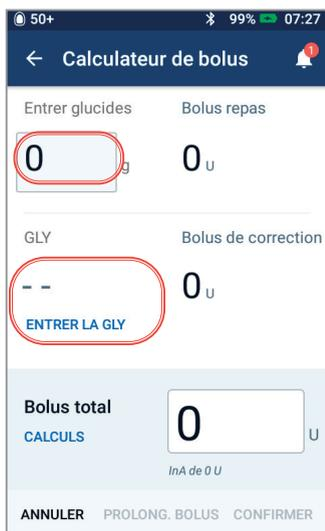 50+ 99% 07:27
Calculateur de bolus 1
Entrer glucides Bolus repas
0 g 0 U
GLY Bolus de correction
-- 0 U
ENTRER LA GLY
Bolus total
CALCULS 0 U
InA de 0 U
ANNULER PROLONG. BOLUS CONFIRMER